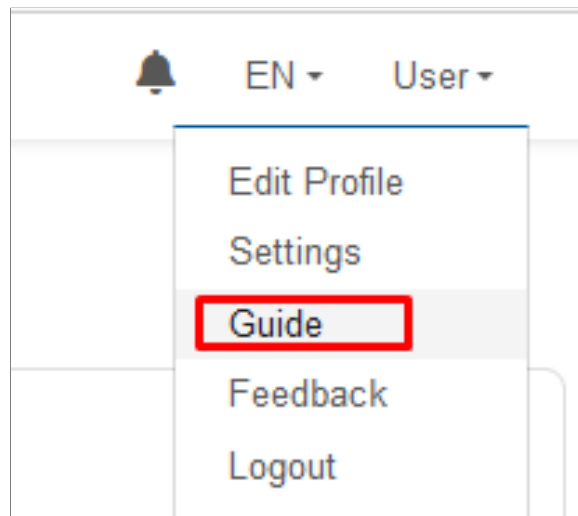 EN User
Edit Profile
Settings
Guide
Feedback
Logout